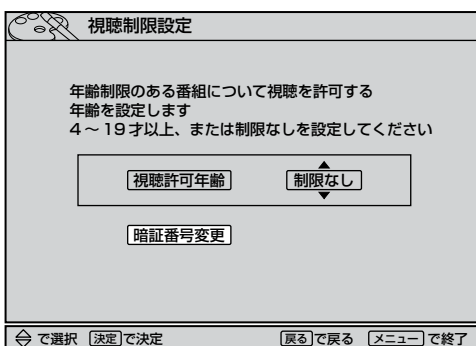 視聴制限設定
年齢制限のある番組について視聴を許可する
年齢を設定します
4～19才以上、または制限なしを設定してください
視聴許可年齢 制限なし
暗証番号変更
で選択 決定で決定 戻るで戻る メニューで終了